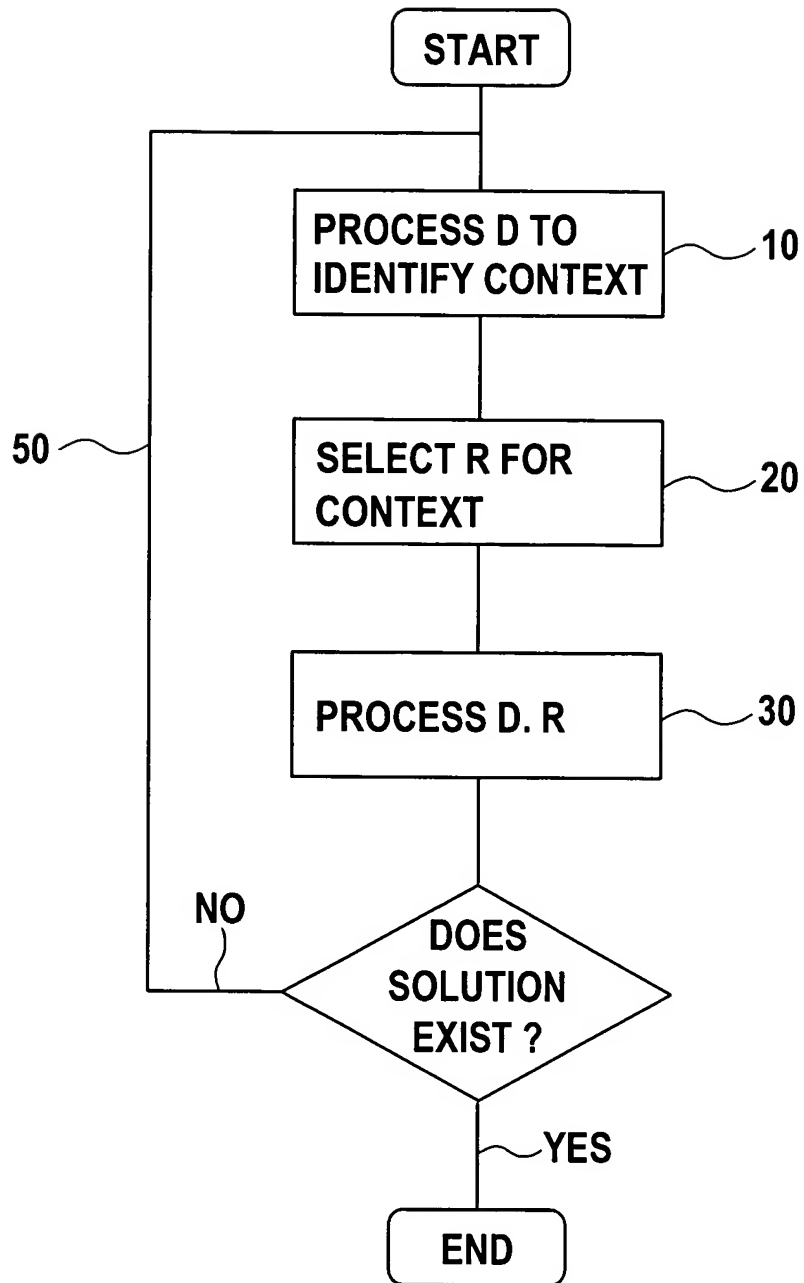 START
PROCESS D TO
IDENTIFY CONTEXT
10
50
SELECT R FOR
CONTEXT
20
PROCESS D. R
30
NO
DOES
SOLUTION
EXIST ?
YES
END